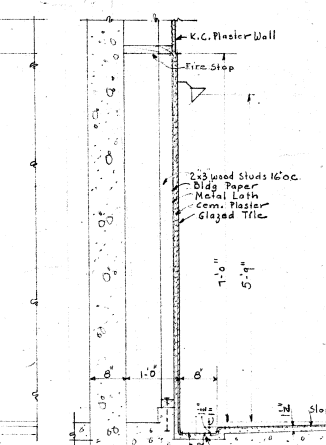 K.C. Plaster Wall
Fire Stop
2"x3" wood Studs 16"O.C.
Bldg Paper
Metal Lath
Cem. Plaster
Glazed Tile
7'-0"
5'-9"
8"
1'-0"
8"